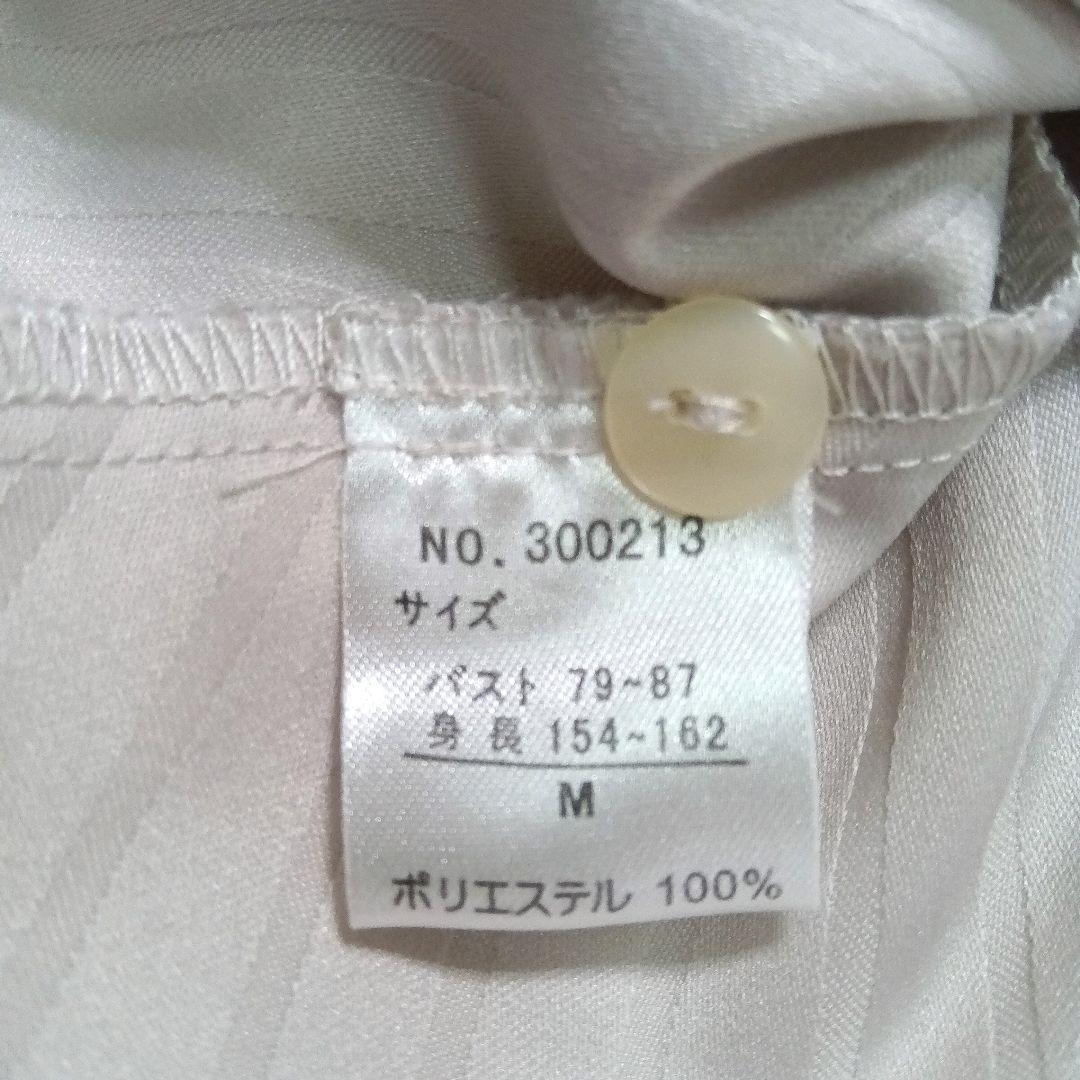 NO. 300213
サイズ
バスト 79~87
身長 154~162
M
ポリエステル 100%